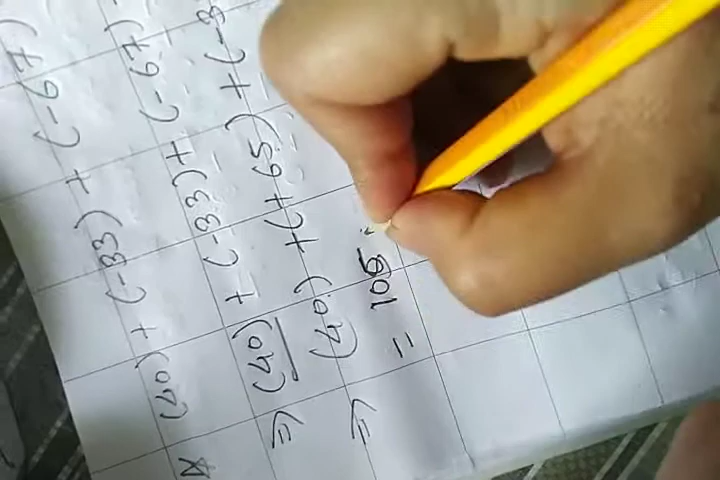 (40) + (-33) + (-67)
⇒ (40) + (-33) + (-67) -
⇒ (40) + (+65) + (-3
= 105